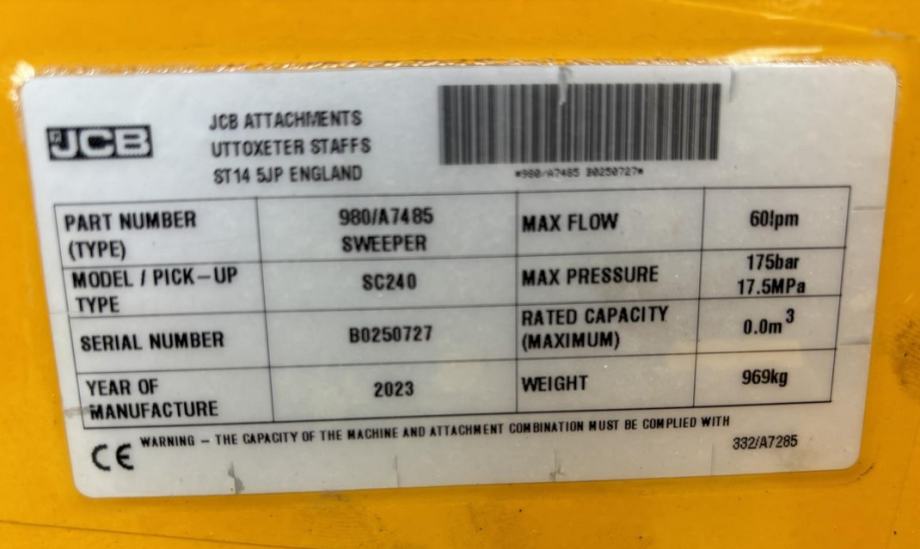 JCB
JCB ATTACHMENTS
UTTOXETER STAFFS
ST14 5JP ENGLAND
*980/A7485 B0250727*
PART NUMBER
(TYPE)
980/A7485
SWEEPER
MAX FLOW
60lpm
MODEL / PICK-UP
TYPE
SC240
MAX PRESSURE
175bar
17.5MPa
SERIAL NUMBER
B0250727
RATED CAPACITY
(MAXIMUM)
0.0m³
YEAR OF
MANUFACTURE
2023
WEIGHT
969kg
CE
WARNING – THE CAPACITY OF THE MACHINE AND ATTACHMENT COMBINATION MUST BE COMPLIED WITH
332/A7285